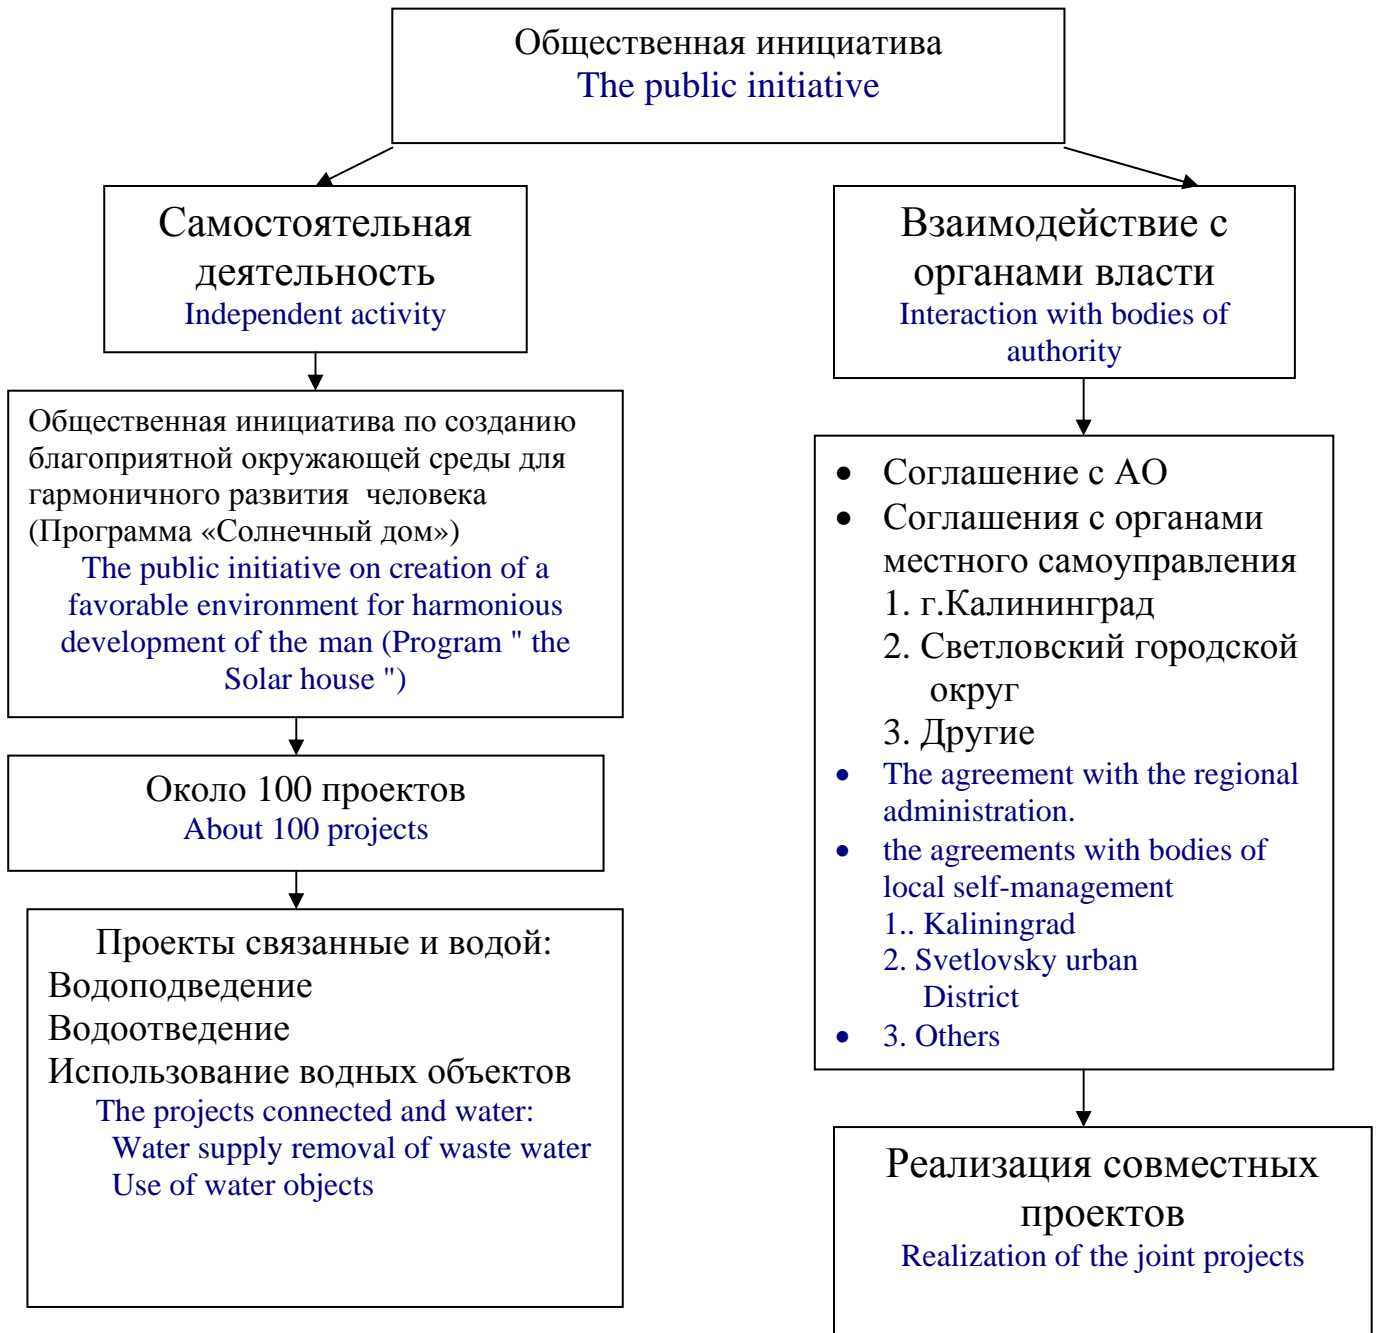 Общественная инициатива
The public initiative
Самостоятельная
деятельность
Independent activity
Общественная инициатива по созданию
благоприятной окружающей среды для
гармоничного развития человека
(Программа «Солнечный дом»)
The public initiative on creation of a
favorable environment for harmonious
development of the man (Program " the
Solar house ")
Около 100 проектов
About 100 projects
Проекты связанные и водой:
Водоподведение
Водоотведение
Использование водных объектов
The projects connected and water:
Water supply removal of waste water
Use of water objects
Взаимодействие с
органами власти
Interaction with bodies of
authority
• Соглашение с АО
• Соглашения с органами
местного самоуправления
1. г.Калининград
2. Светловский городской
округ
3. Другие
• The agreement with the regional
administration.
• the agreements with bodies of
local self-management
1.. Kaliningrad
2. Svetlovsky urban
District
• 3. Others
Реализация совместных
проектов
Realization of the joint projects